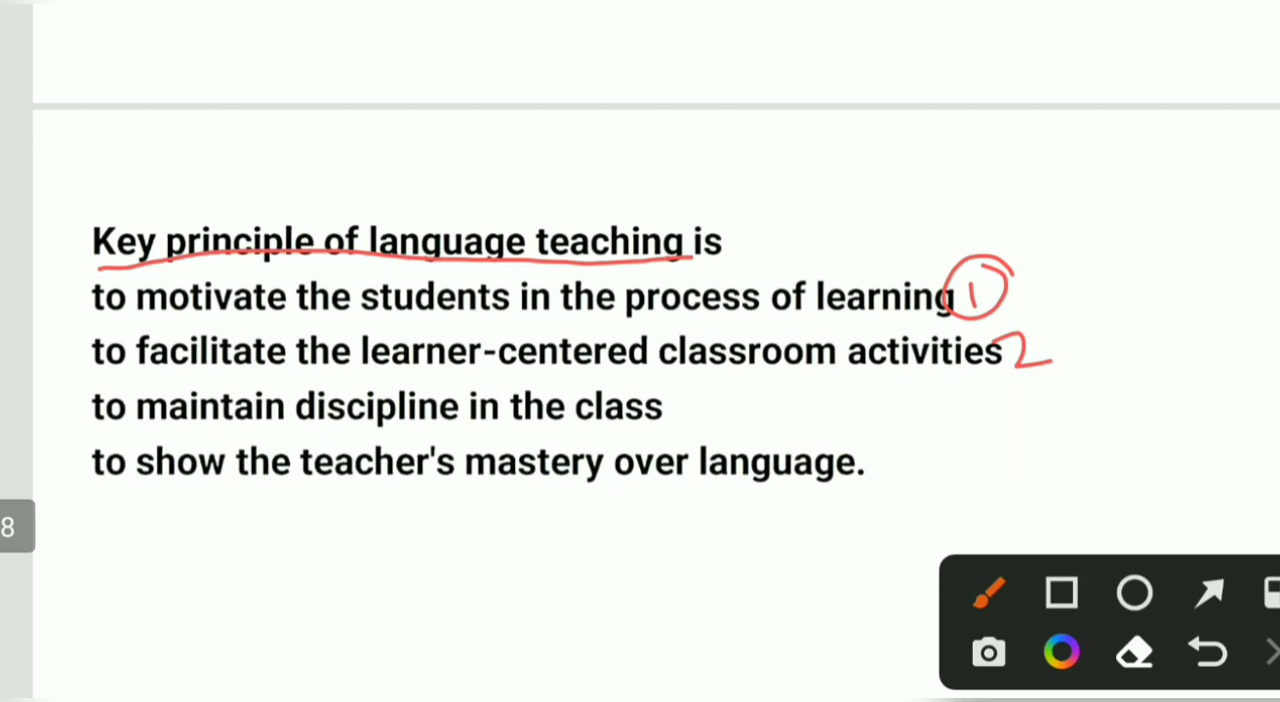 Key principle of language teaching is
to motivate the students in the process of learning 1
to facilitate the learner-centered classroom activities 2
to maintain discipline in the class
to show the teacher's mastery over language.
8